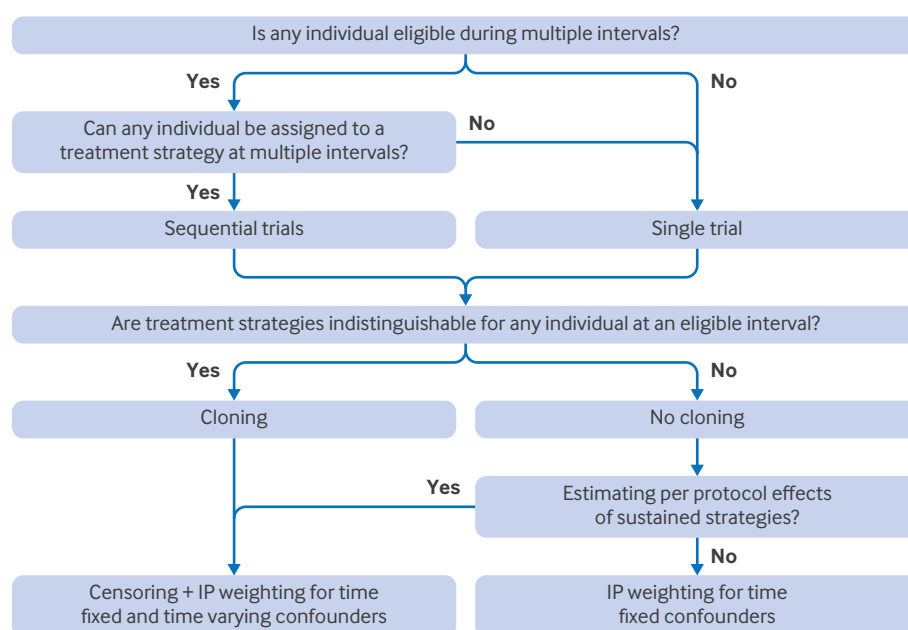 Is any individual eligible during multiple intervals?
Yes
No
Can any individual be assigned to a
treatment strategy at multiple intervals?
No
Yes
Sequential trials
Single trial
Are treatment strategies indistinguishable for any individual at an eligible interval?
Yes
No
Cloning
No cloning
Yes
Estimating per protocol effects
of sustained strategies?
No
Censoring + IP weighting for time
fixed and time varying confounders
IP weighting for time
fixed confounders